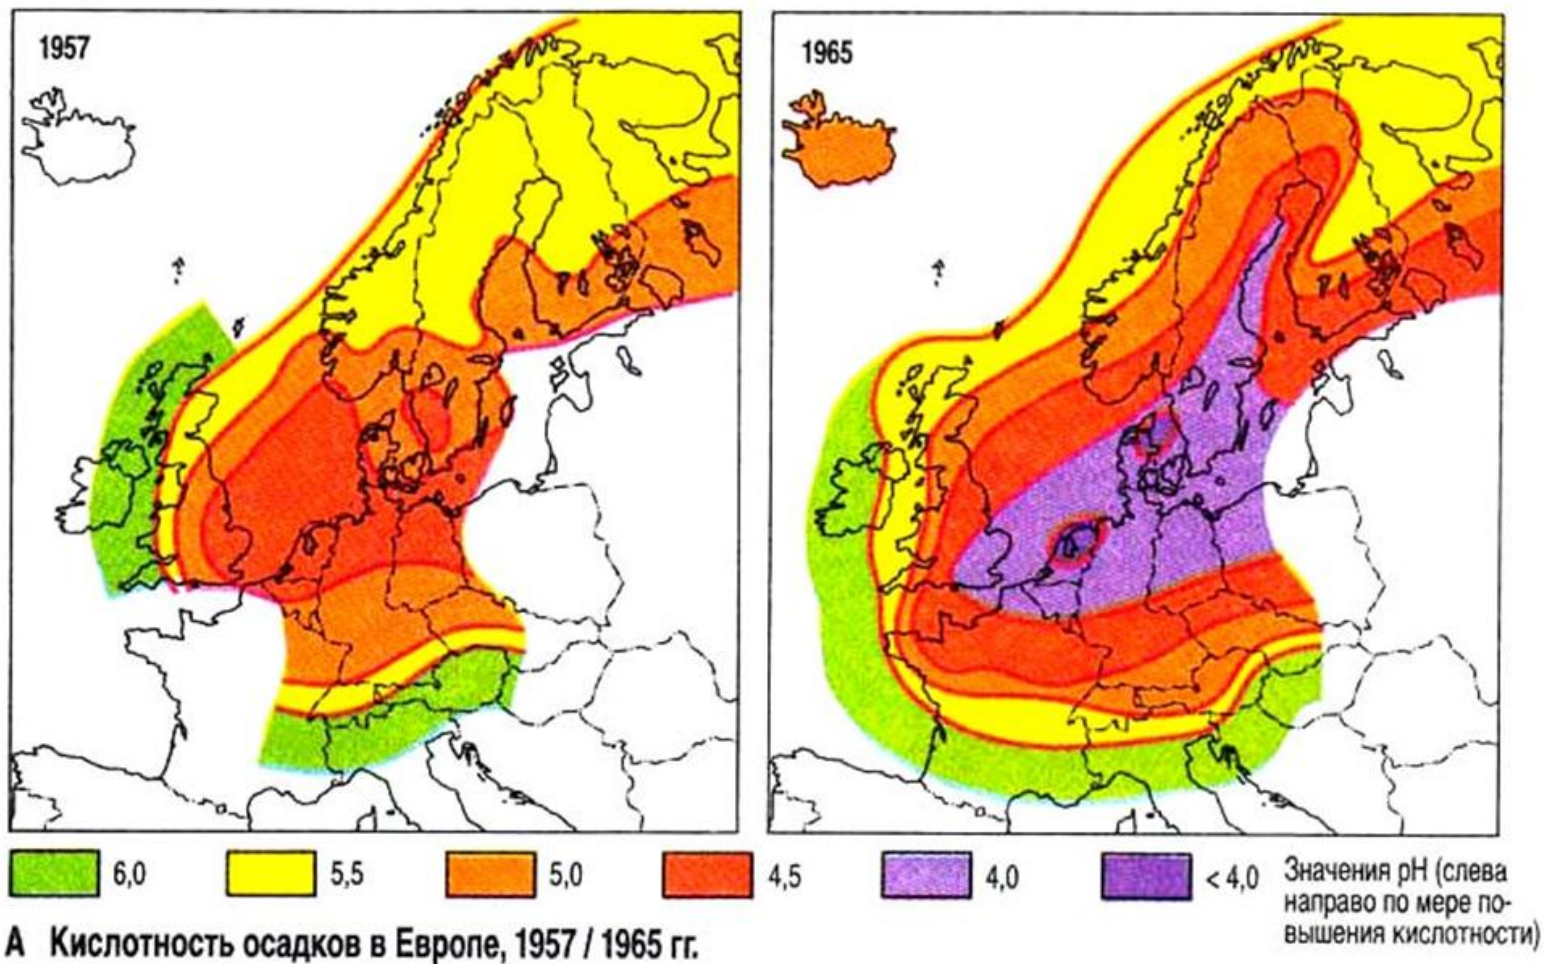 1957
1965
6,0
5,5
5,0
4,5
4,0
< 4,0
Значения pH (слева
направо по мере по-
вышения кислотности)
А Кислотность осадков в Европе, 1957 / 1965 гг.